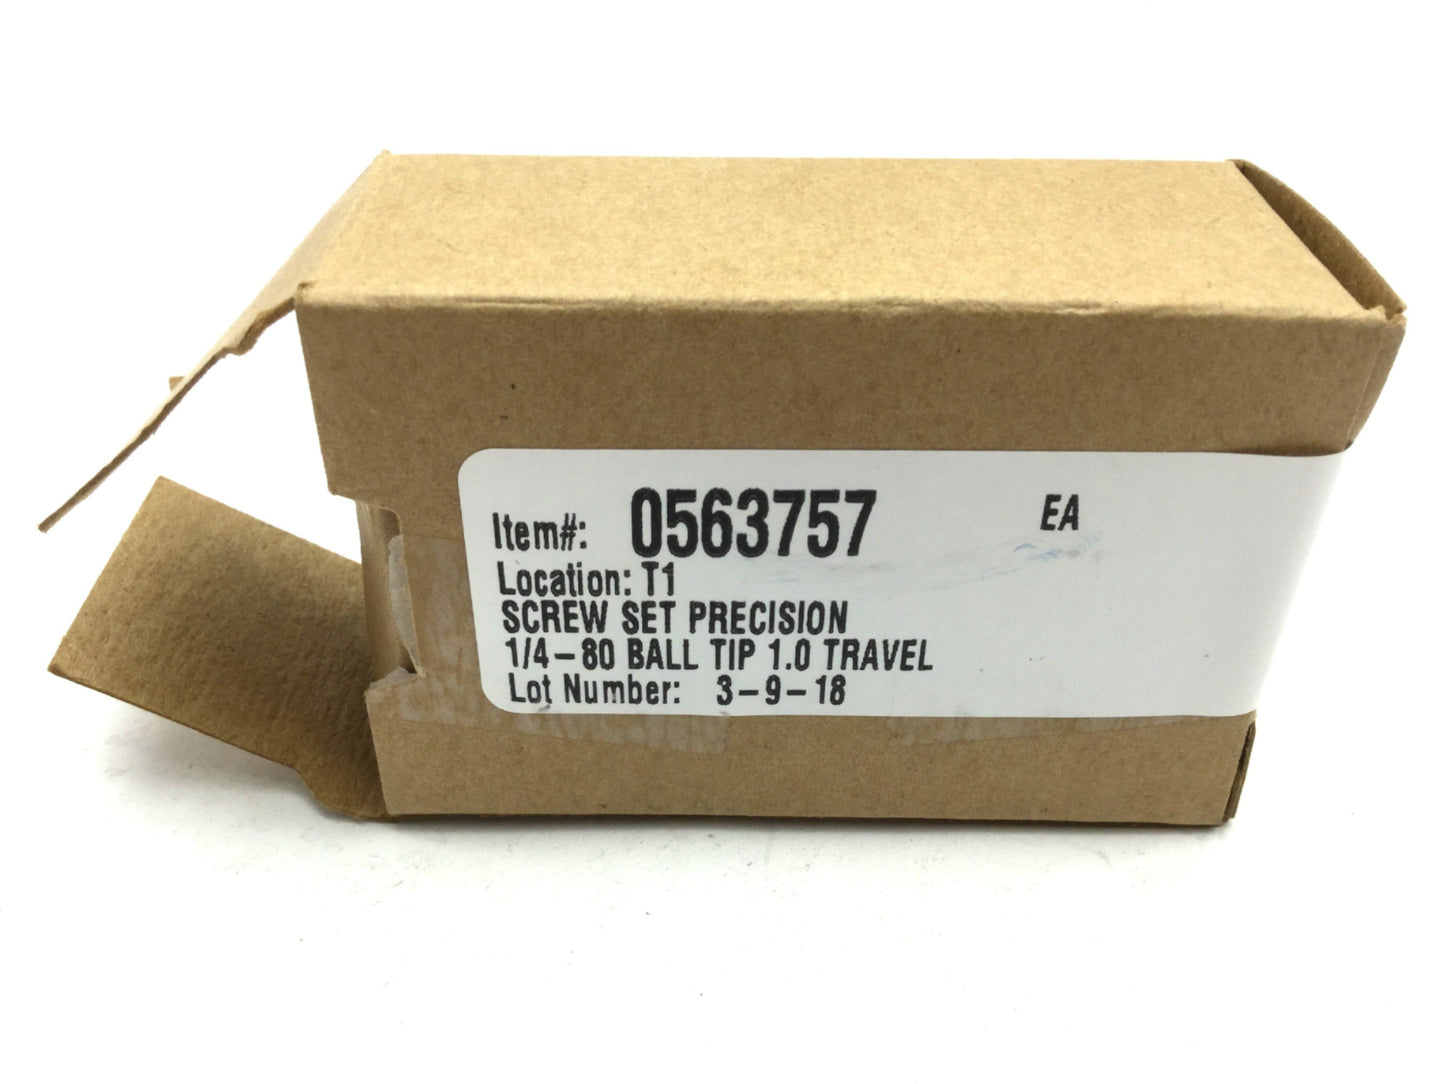 Item#: 0563757 EA
Location: T1
SCREW SET PRECISION
1/4-80 BALL TIP 1.0 TRAVEL
Lot Number: 3-9-18